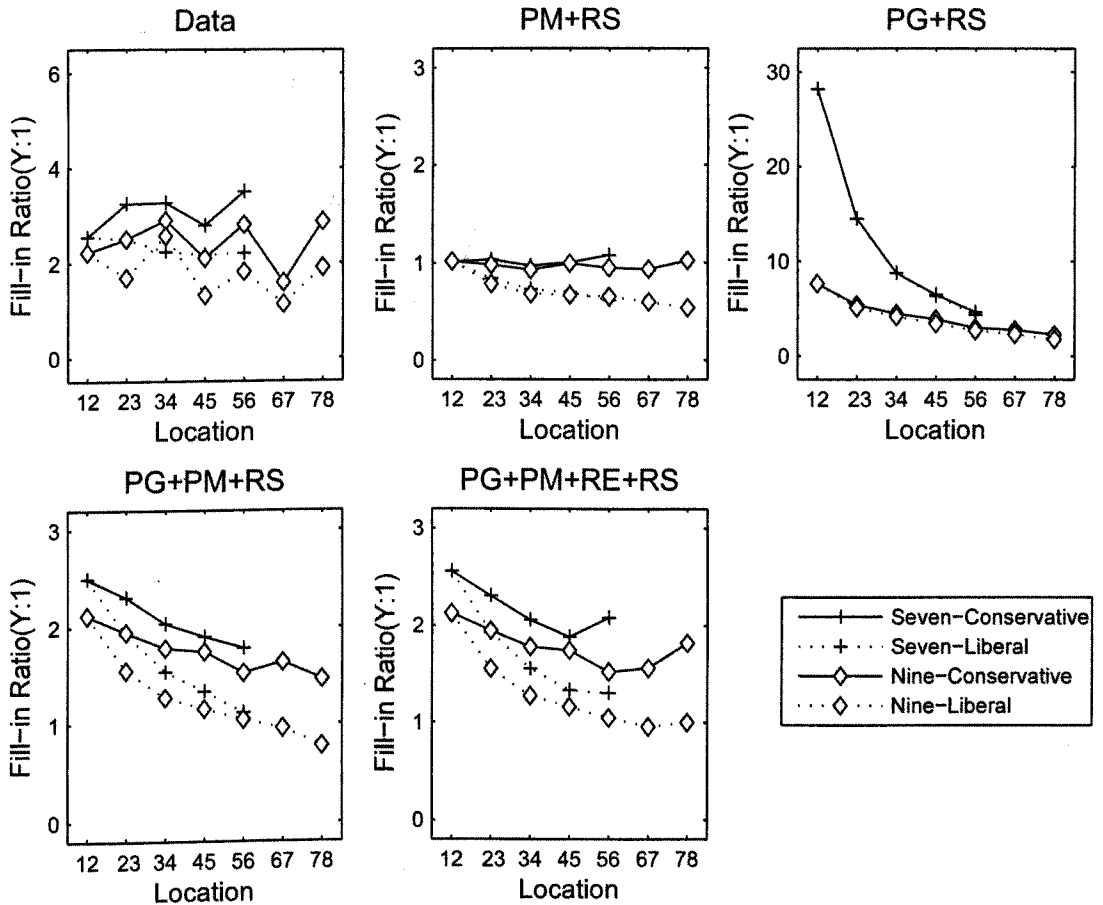 Data
PM+RS
PG+RS
Fill-in Ratio(Y:1)
6
4
2
0
12 23 34 45 56 67 78
Location
Fill-in Ratio(Y:1)
3
2
1
0
12 23 34 45 56 67 78
Location
Fill-in Ratio(Y:1)
30
20
10
0
12 23 34 45 56 67 78
Location
PG+PM+RS
PG+PM+RE+RS
Fill-in Ratio(Y:1)
3
2
1
0
12 23 34 45 56 67 78
Location
Fill-in Ratio(Y:1)
3
2
1
0
12 23 34 45 56 67 78
Location
Seven-Conservative
Seven-Liberal
Nine-Conservative
Nine-Liberal